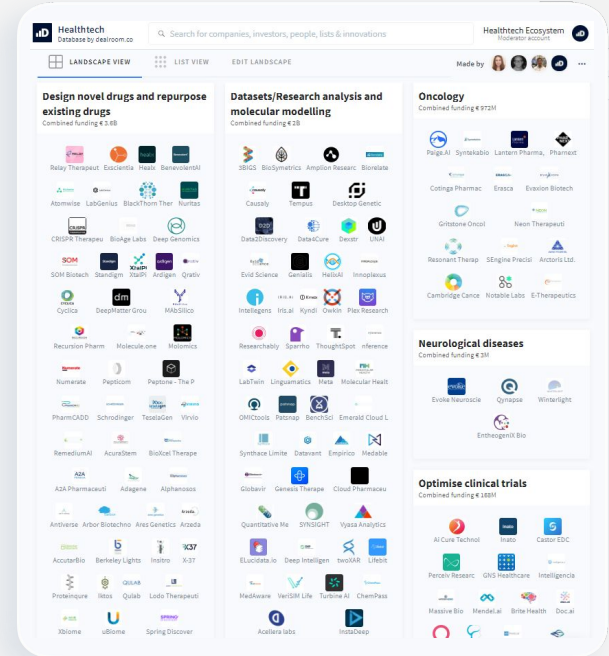 Healthtech
Database by dealroom.co
Search for companies, investors, people, lists & innovations
Healthtech Ecosystem
Moderator account
LANDSCAPE VIEW
LIST VIEW
EDIT LANDSCAPE
Made by
Design novel drugs and repurpose
existing drugs
Combined funding € 3.6B
Relay Therapeut Exscientia Healx BenevolentAI
Atomwise LabGenius BlackThorn Ther Nuritas
CRISPR Therapeu BioAge Labs Deep Genomics
SOM Biotech Standigm XtalPi Ardigen Qrativ
Cyclica DeepMatter Grou MAbSilico
Recursion Pharm Molecule.one Molomics
Numerate Pepticom Peptone - The P
PharmCADD Schrodinger TeselaGen Virvio
RemediumAI AcuraStem BioXcel Therape
A2A Pharmaceuti Adagene Alphanosos
Antiverse Arbor Biotechno Ares Genetics Arzeda
AccutarBio Berkeley Lights Insitro X-37
Proteinqure Iktos Qulab Lodo Therapeuti
Xbiome uBiome Spring Discover
Datasets/Research analysis and
molecular modelling
Combined funding € 2B
3BIGS BioSymetrics Amplion Researc Biorelate
Causaly Tempus Desktop Genetic
Data2Discovery Data4Cure Dexstr UNAI
Evid Science Genialis HelixAI Innoplexus
Intellegens Iris.ai Kyndi Owkin Plex Research
Researchably Sparrho ThoughtSpot nference
LabTwin Linguamatics Meta Molecular Healt
OMICtools Patsnap BenchSci Emerald Cloud L
Synthace Limite Datavant Empirico Medable
Globavir Genesis Therape Cloud Pharmaceu
Quantitative Me SYNSIGHT Vyasa Analytics
ELucidata.io Deep Intelligen twoXAR Lifebit
MedAware VeriSIM Life Turbine AI ChemPass
Acellera labs InstaDeep
Oncology
Combined funding € 972M
Paige.AI Syntekabio Lantern Pharma, Pharnext
Cotinga Pharmac Erasca Evaxion Biotech
Gritstone Oncol Neon Therapeuti
Resonant Therap SEngine Precisi Arctoris Ltd.
Cambridge Cance Notable Labs E-Therapeutics
Neurological diseases
Combined funding € 3M
Evoke Neuroscie Qynapse Winterlight
EntheogeniX Bio
Optimise clinical trials
Combined funding € 188M
AI Cure Technol Inato Castor EDC
Perceiv Researc GNS Healthcare Intelligencia
Massive Bio Mendel.ai Brite Health Doc.ai